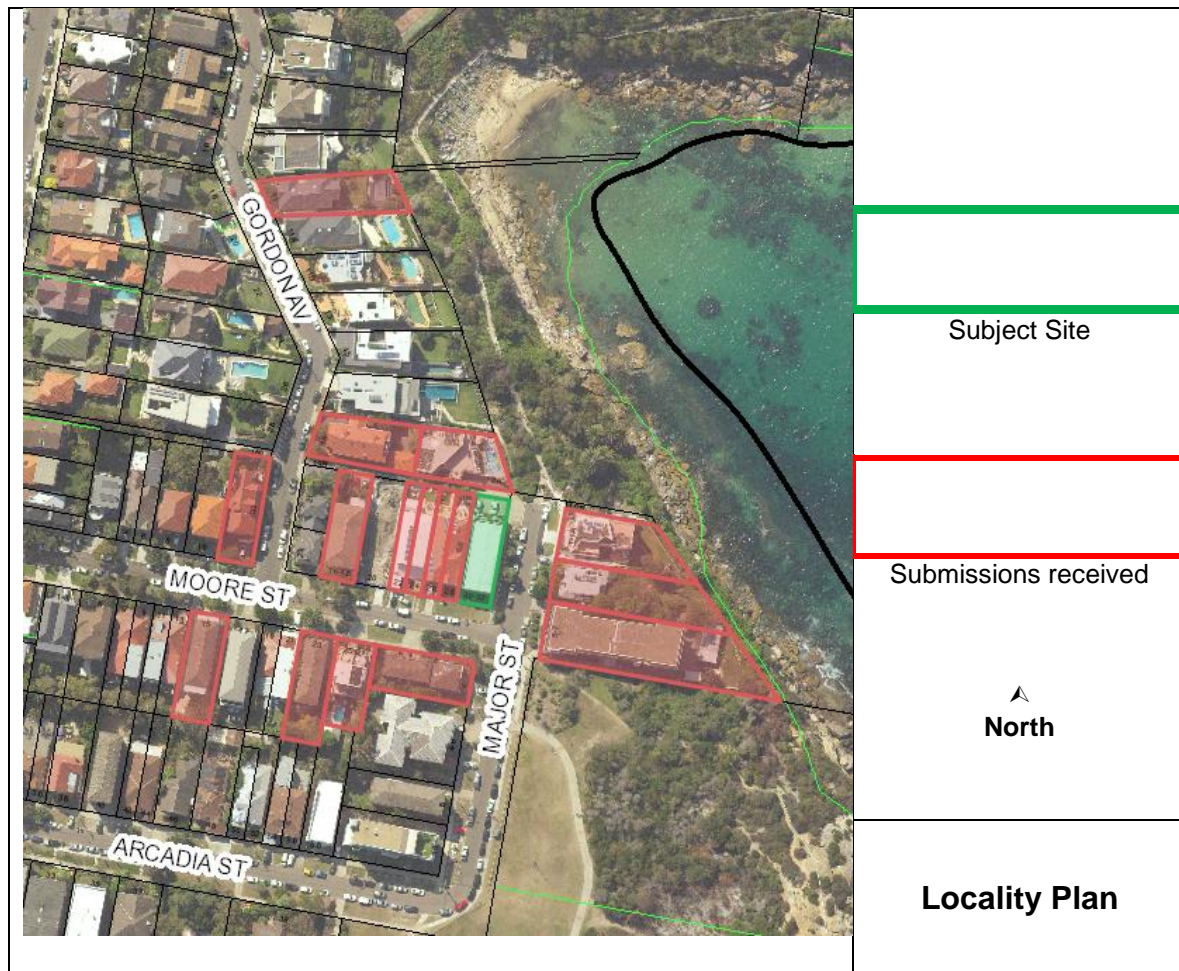 GORDON AV
MOORE ST
MAJOR ST
ARCADIA ST
Subject Site
Submissions received
North
Locality Plan